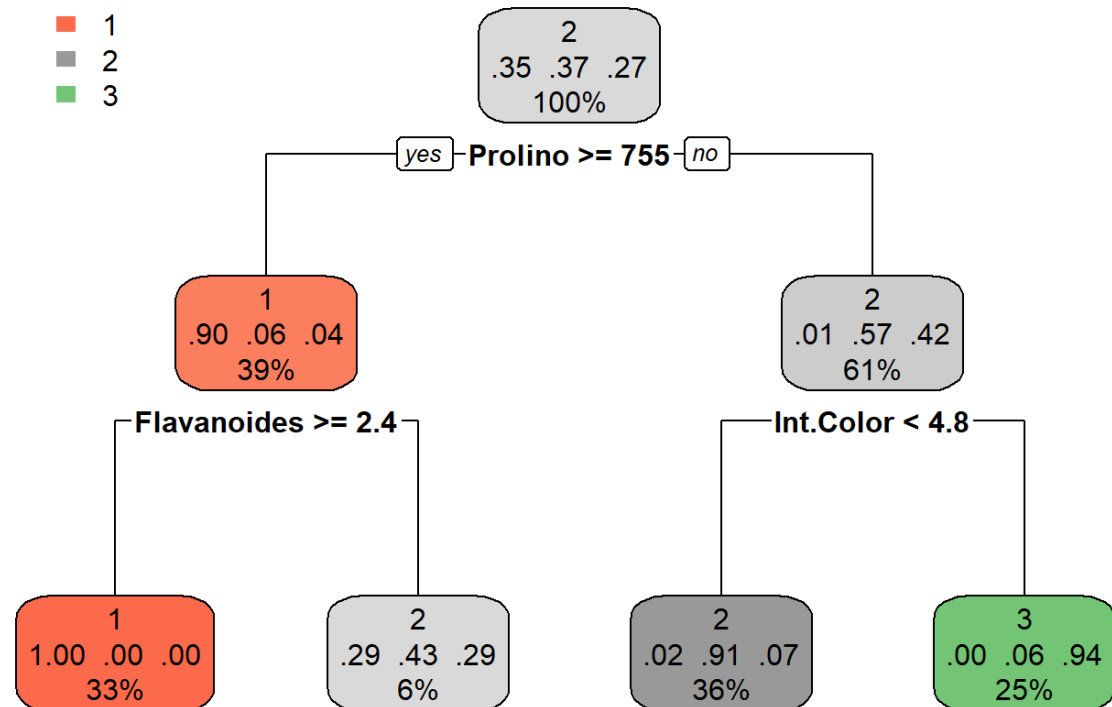 1
2
3
2
.35 .37 .27
100%
yes Prolino >= 755 no
1
.90 .06 .04
39%
2
.01 .57 .42
61%
Flavanoides >= 2.4
Int.Color < 4.8
1
1.00 .00 .00
33%
2
.29 .43 .29
6%
2
.02 .91 .07
36%
3
.00 .06 .94
25%